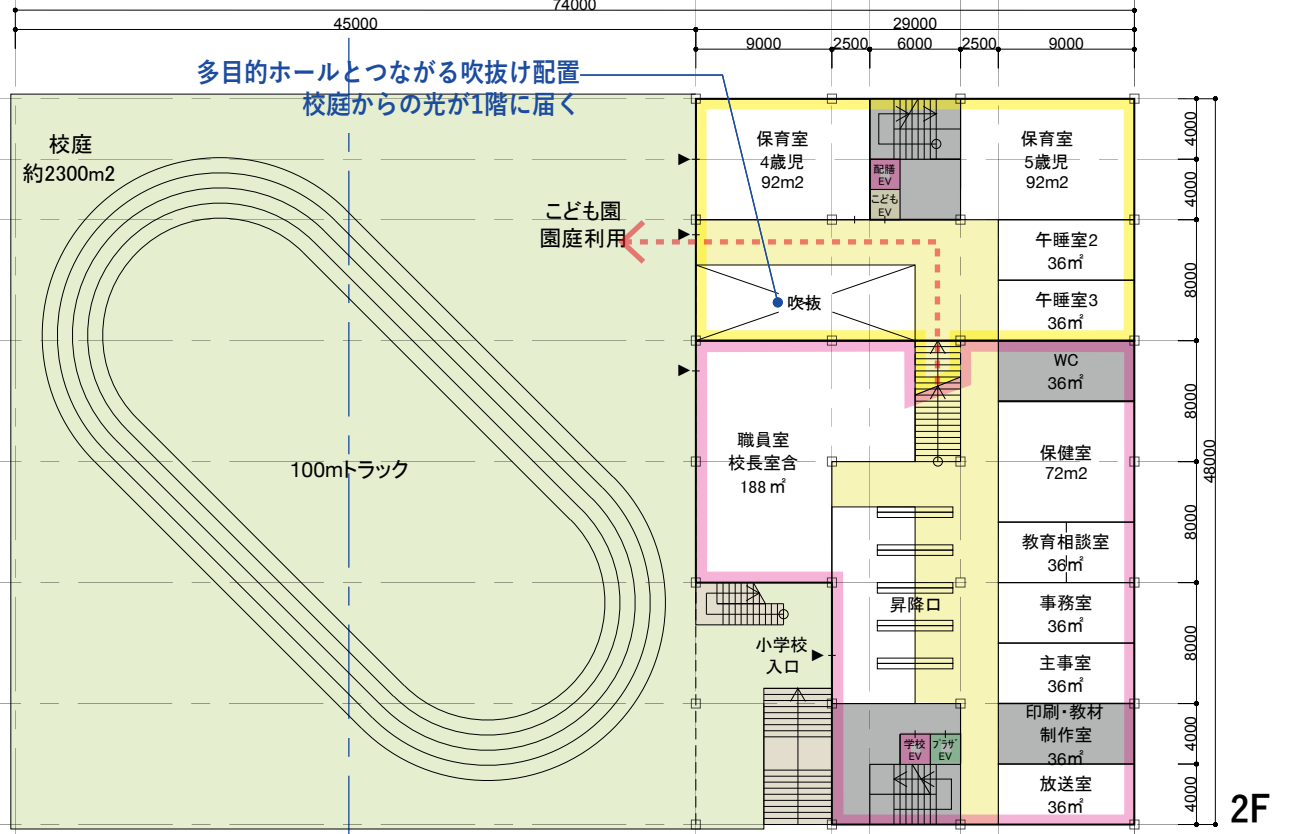 74000
45000
29000
9000
2500
6000
2500
9000
多目的ホールとつながる吹抜け配置
校庭からの光が1階に届く
校庭
約2300m2
こども園
園庭利用
100mトラック
保育室
4歳児
92m2
配膳
EV
こども
EV
保育室
5歳児
92m2
午睡室2
36㎡
吹抜
午睡室3
36㎡
WC
36㎡
職員室
校長室含
188㎡
保健室
72m2
教育相談室
36㎡
昇降口
事務室
36㎡
小学校
入口
主事室
36㎡
印刷・教材
制作室
36㎡
学校
EV
プラザ
EV
放送室
36㎡
4000
4000
8000
8000
8000
8000
4000
4000
48000
2F